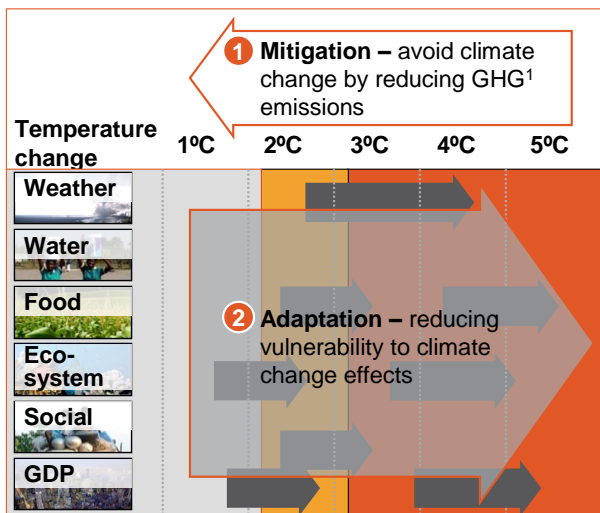 1 Mitigation – avoid climate
change by reducing GHG¹
emissions
Temperature
change
1ºC 2ºC 3ºC 4ºC 5ºC
Weather
Water
Food
2 Adaptation – reducing
vulnerability to climate
change effects
Eco-
system
Social
GDP